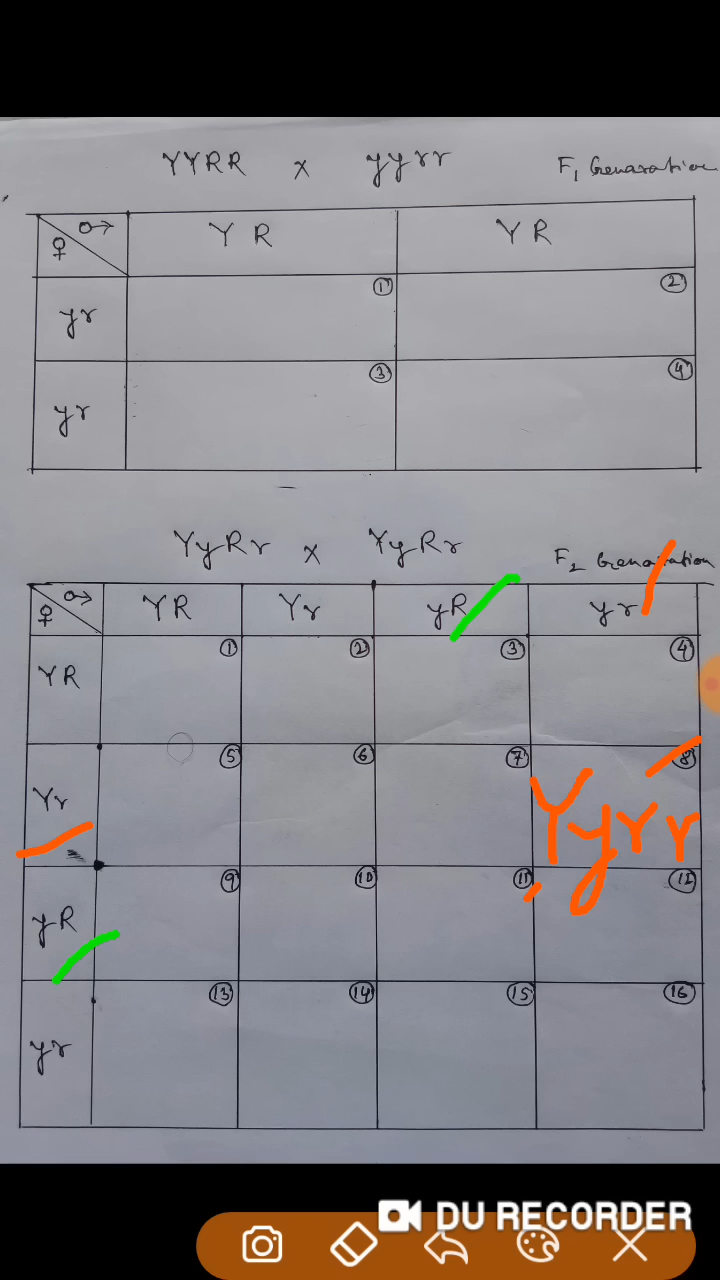 YYRR x yyrr F₁ Genaration
♀ ♂ YR YR
yr ① ②
yr ③ ④
YyRr x YyRr F₂ Genaration
♀ ♂ YR Yr yR yr
YR ① ② ③ ④
Yr ⑤ ⑥ ⑦ ⑧
Yyrr
yR ⑨ ⑩ ⑪ ⑫
yr ⑬ ⑭ ⑮ ⑯
DU RECORDER